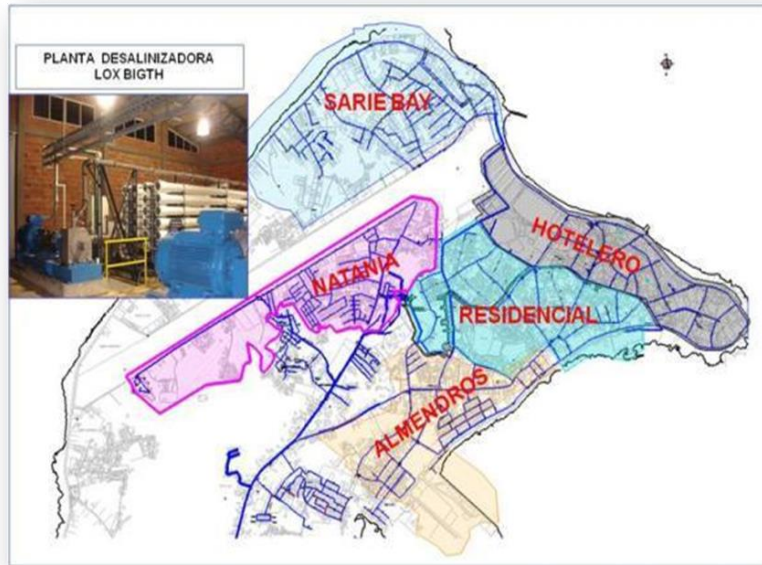 PLANTA DESALINIZADORA
LOX BIGTH
SARIE BAY
HOTELERO
NATANIA
RESIDENCIAL
ALMENDROS